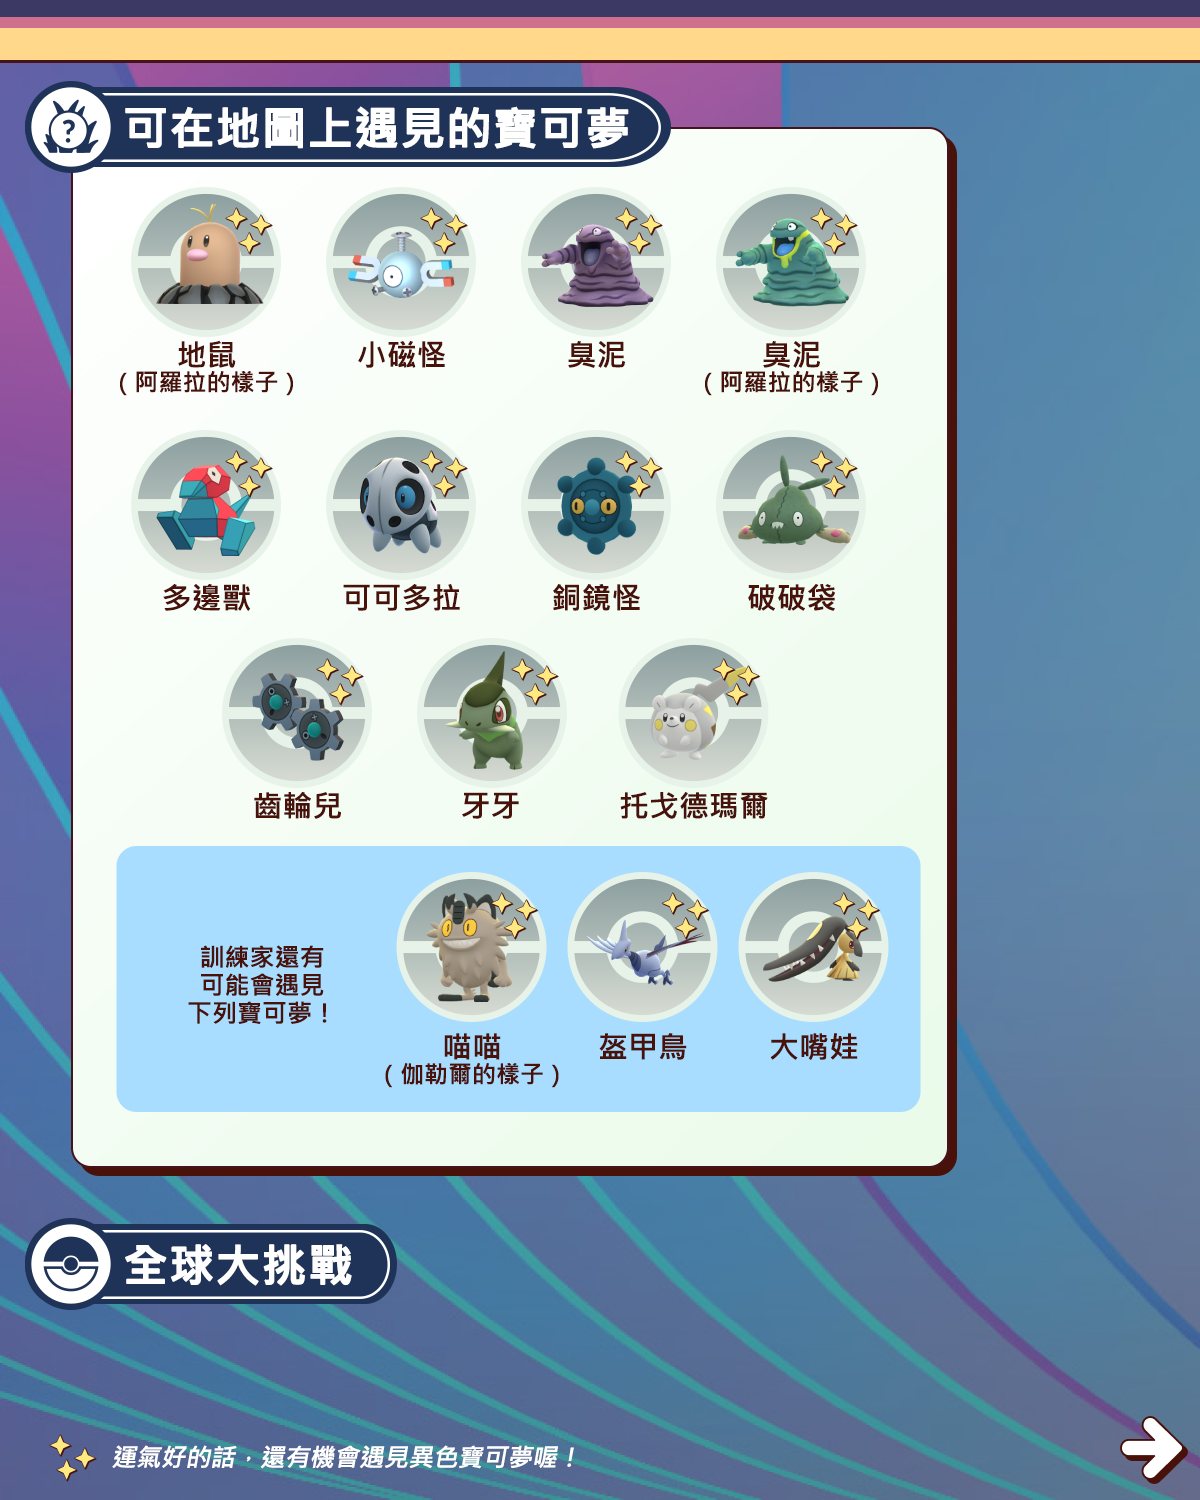 可在地圖上遇見的寶可夢
地鼠
(阿羅拉的樣子)
小磁怪
臭泥
臭泥
(阿羅拉的樣子)
多邊獸
可可多拉
銅鏡怪
破破袋
齒輪兒
牙牙
托戈德瑪爾
訓練家還有
可能會遇見
下列寶可夢！
喵喵
(伽勒爾的樣子)
盔甲鳥
大嘴娃
全球大挑戰
運氣好的話，還有機會遇見異色寶可夢喔！